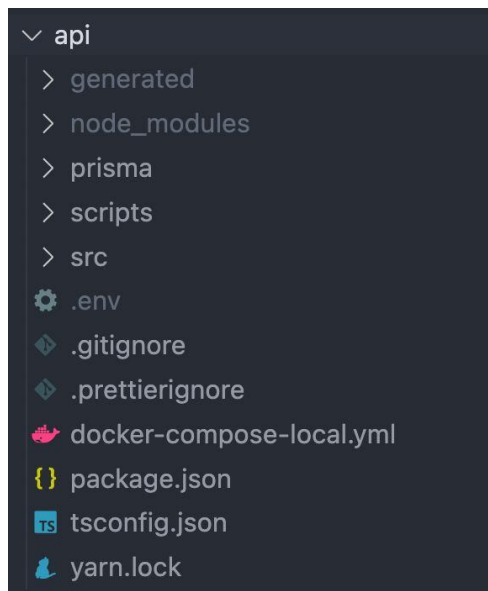 api
generated
node_modules
prisma
scripts
src
.env
.gitignore
.prettierignore
docker-compose-local.yml
{} package.json
TS tsconfig.json
yarn.lock